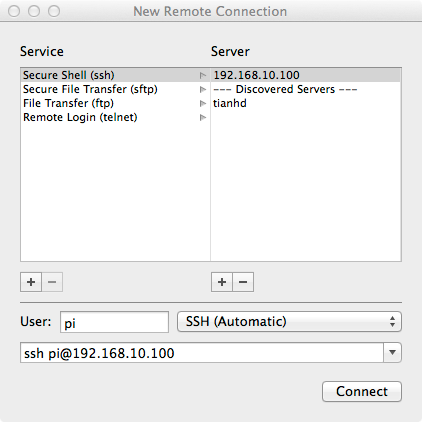 New Remote Connection
Service
Server
Secure Shell (ssh)
192.168.10.100
Secure File Transfer (sftp)
--- Discovered Servers ---
File Transfer (ftp)
tianhd
Remote Login (telnet)
+ −
+ −
User: pi
SSH (Automatic)
ssh pi@192.168.10.100
Connect